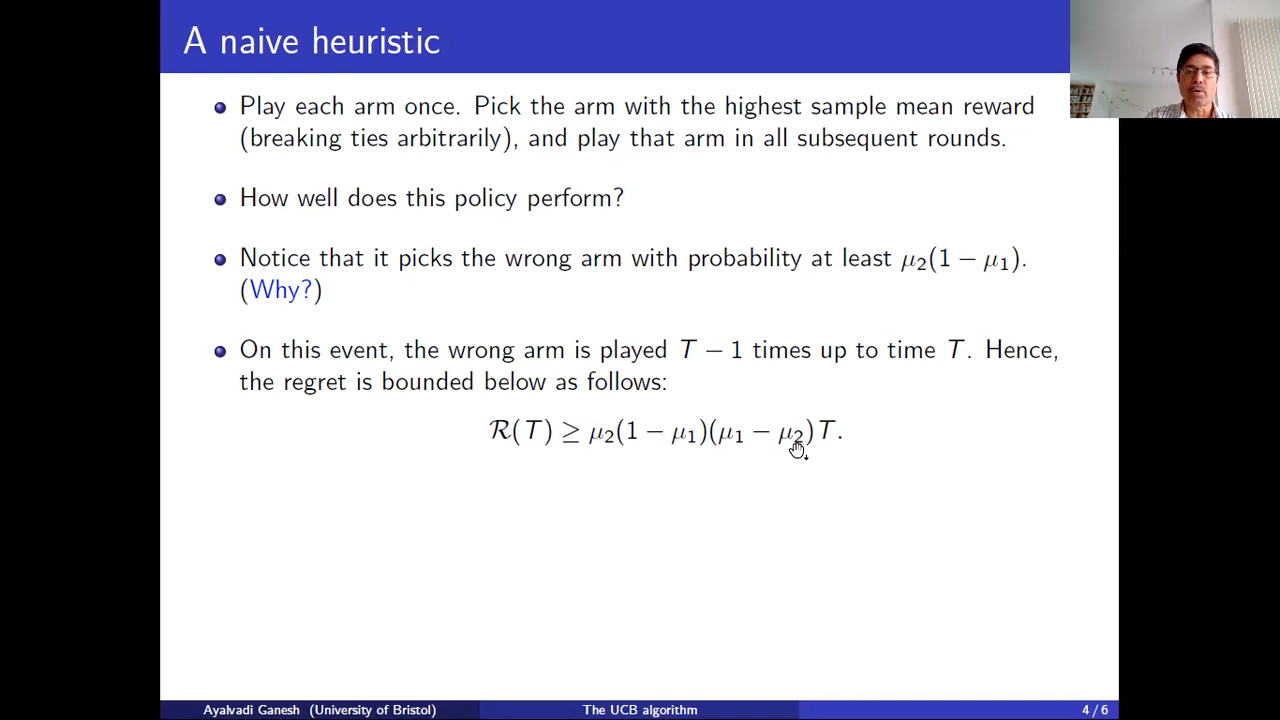 A naive heuristic
Play each arm once. Pick the arm with the highest sample mean reward
(breaking ties arbitrarily), and play that arm in all subsequent rounds.
How well does this policy perform?
Notice that it picks the wrong arm with probability at least μ₂(1 − μ₁).
(Why?)
On this event, the wrong arm is played T − 1 times up to time T. Hence,
the regret is bounded below as follows:
R(T) ≥ μ₂(1 − μ₁)(μ₁ − μ₂)T.
Ayalvadi Ganesh (University of Bristol) The UCB algorithm 4 / 6